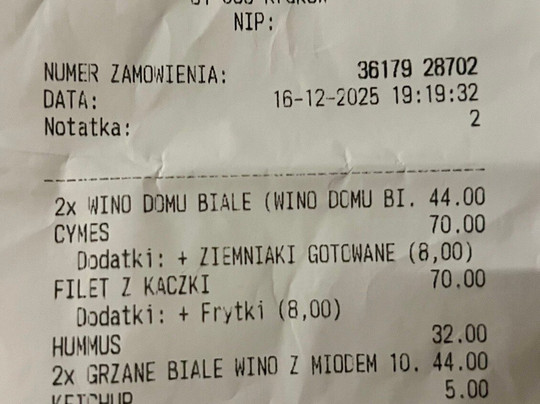 NIP:
NUMER ZAMOWIENIA: 36179 28702
DATA: 16-12-2025 19:19:32
Notatka: 2
2x WINO DOMU BIALE (WINO DOMU BI. 44.00
CYMES 70.00
Dodatki: + ZIEMNIAKI GOTOWANE (8,00)
FILET Z KACZKI 70.00
Dodatki: + Frytki (8,00)
HUMMUS 32.00
2x GRZANE BIALE WINO Z MIODEM 10. 44.00
KETCHUP 5.00